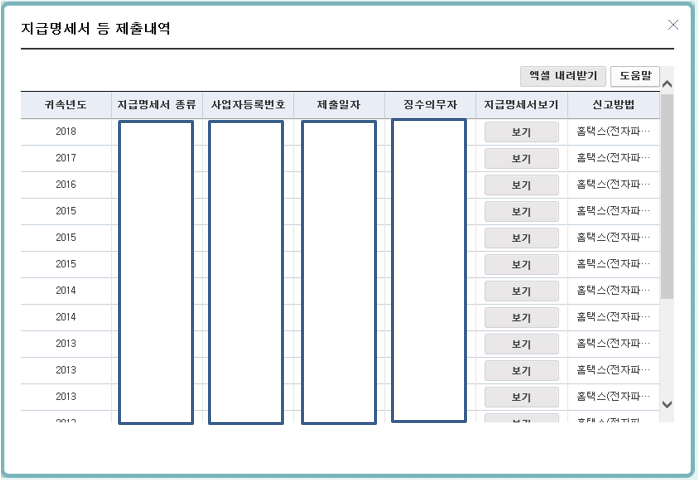 지급명세서 등 제출내역
엑셀 내려받기 도움말
귀속년도 지급명세서 종류 사업자등록번호 제출일자 징수의무자 지급명세서보기 신고방법
2018 보기 홈택스(전자파…
2017 보기 홈택스(전자파…
2016 보기 홈택스(전자파…
2015 보기 홈택스(전자파…
2015 보기 홈택스(전자파…
2015 보기 홈택스(전자파…
2014 보기 홈택스(전자파…
2014 보기 홈택스(전자파…
2013 보기 홈택스(전자파…
2013 보기 홈택스(전자파…
2013 보기 홈택스(전자파…